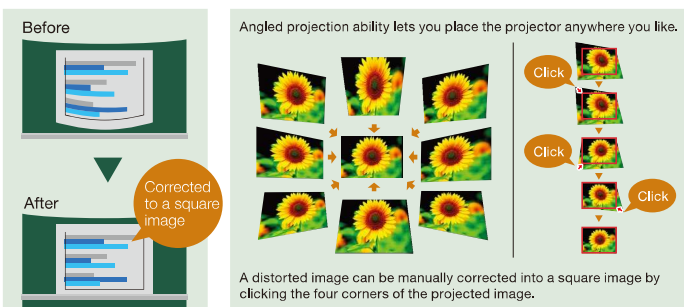 Before
After
Corrected
to a square
image
Angled projection ability lets you place the projector anywhere you like.
Click
Click
Click
A distorted image can be manually corrected into a square image by
clicking the four corners of the projected image.